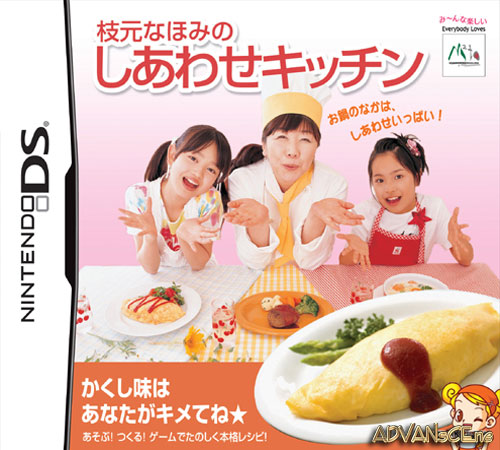 枝元なほみの
しあわせキッチン
み〜んな楽しい
Everybody Loves
お鍋のなかは、
しあわせいっぱい!
NINTENDO DS
かくし味は
あなたがキメてね★
あそぶ! つくる! ゲームでたのしく本格レシピ!
ADVANsCEne